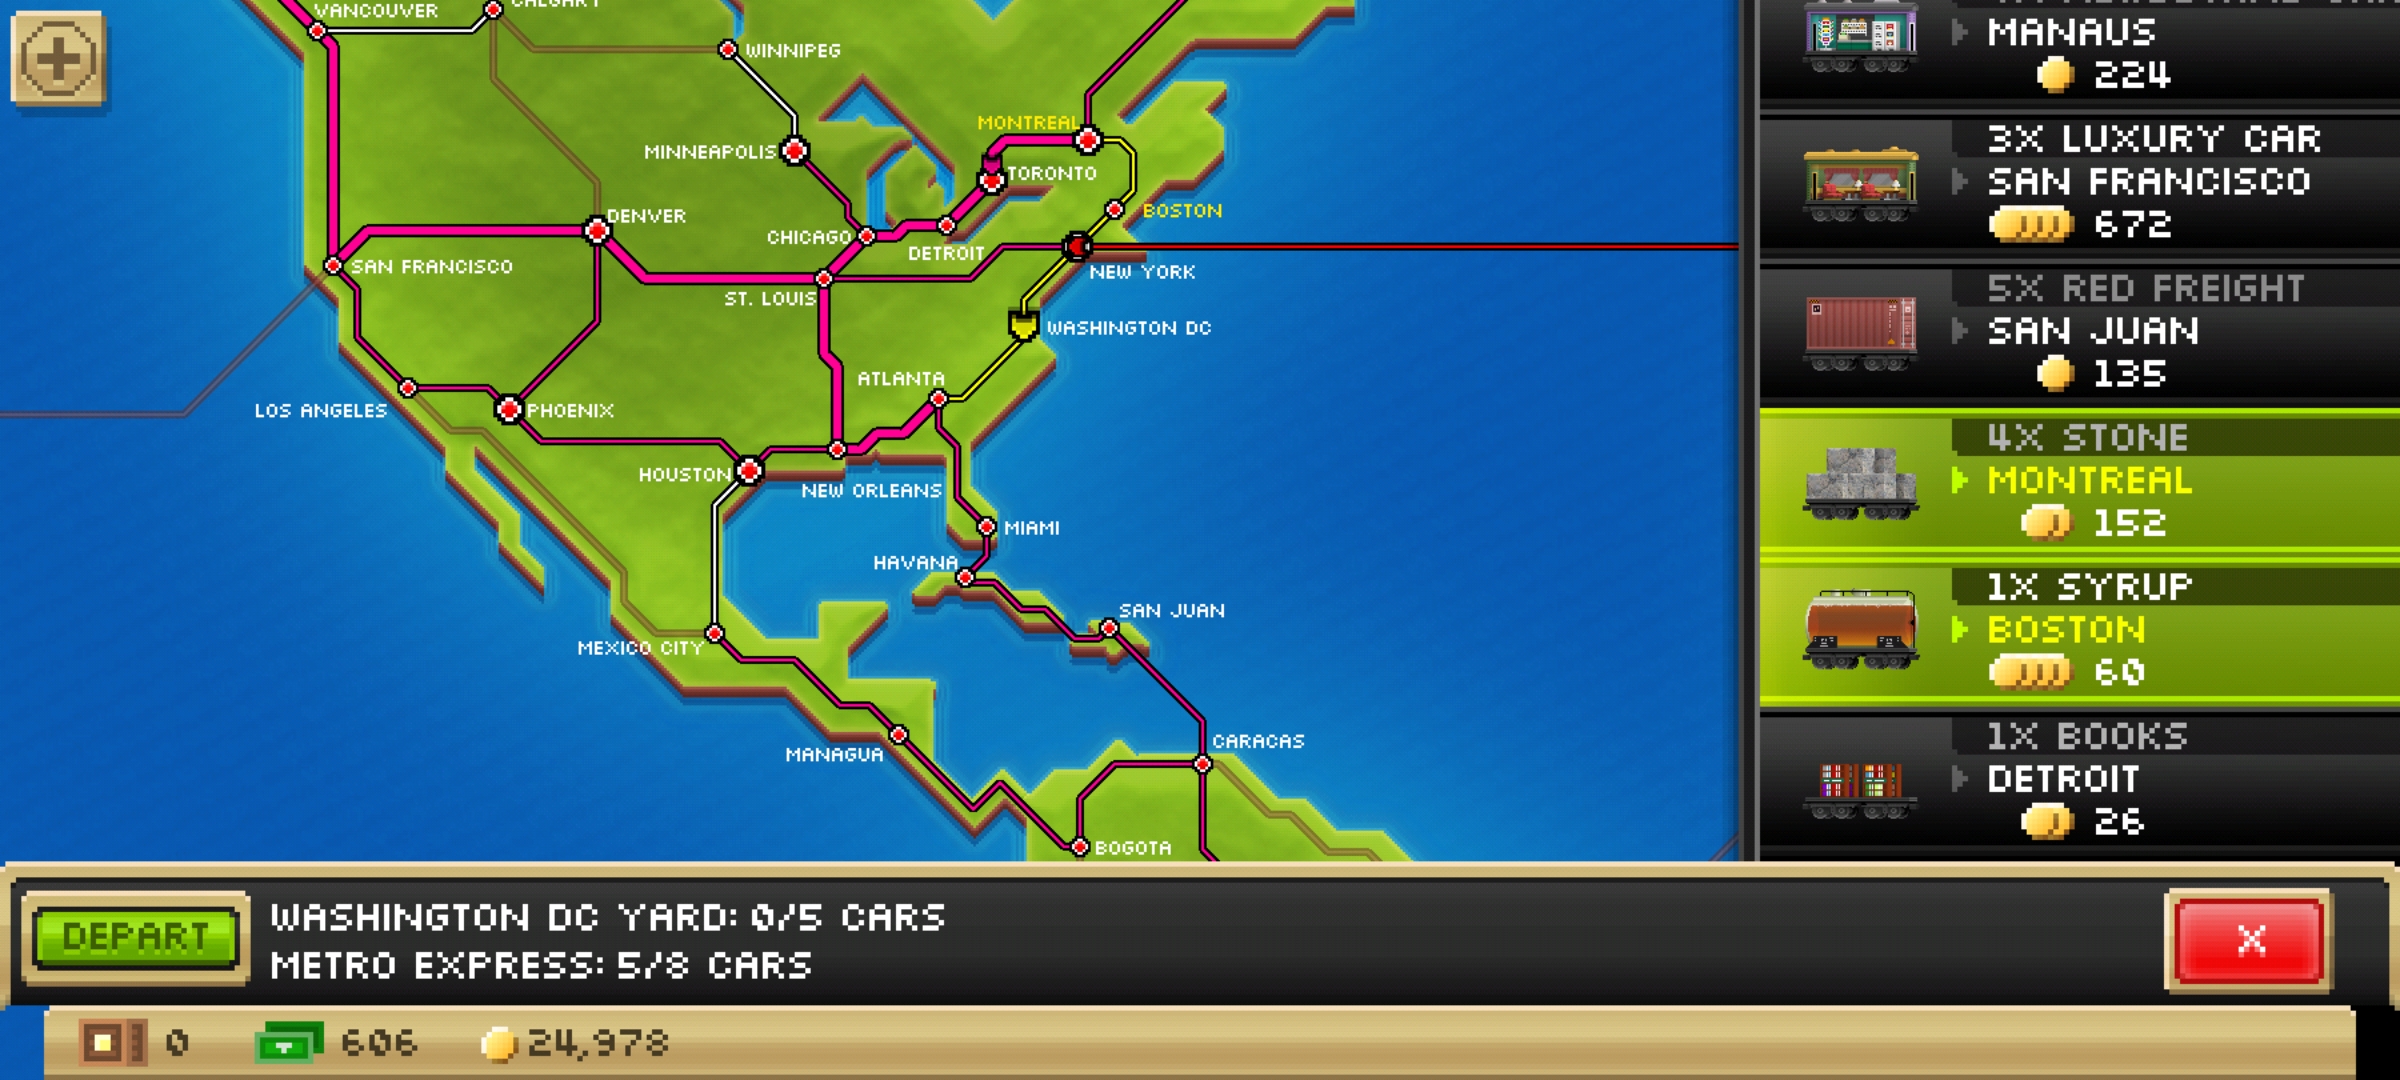 VANCOUVER
CALGARY
WINNIPEG
MONTREAL
MINNEAPOLIS
TORONTO
DENVER
BOSTON
CHICAGO
DETROIT
SAN FRANCISCO
NEW YORK
ST. LOUIS
WASHINGTON DC
ATLANTA
LOS ANGELES
PHOENIX
HOUSTON
NEW ORLEANS
MIAMI
HAVANA
SAN JUAN
MEXICO CITY
CARACAS
MANAGUA
BOGOTA
MANAUS
224
3X LUXURY CAR
SAN FRANCISCO
672
5X RED FREIGHT
SAN JUAN
135
4X STONE
MONTREAL
152
1X SYRUP
BOSTON
60
1X BOOKS
DETROIT
26
DEPART
WASHINGTON DC YARD: 0/5 CARS
METRO EXPRESS: 5/8 CARS
X
0
606
24,978